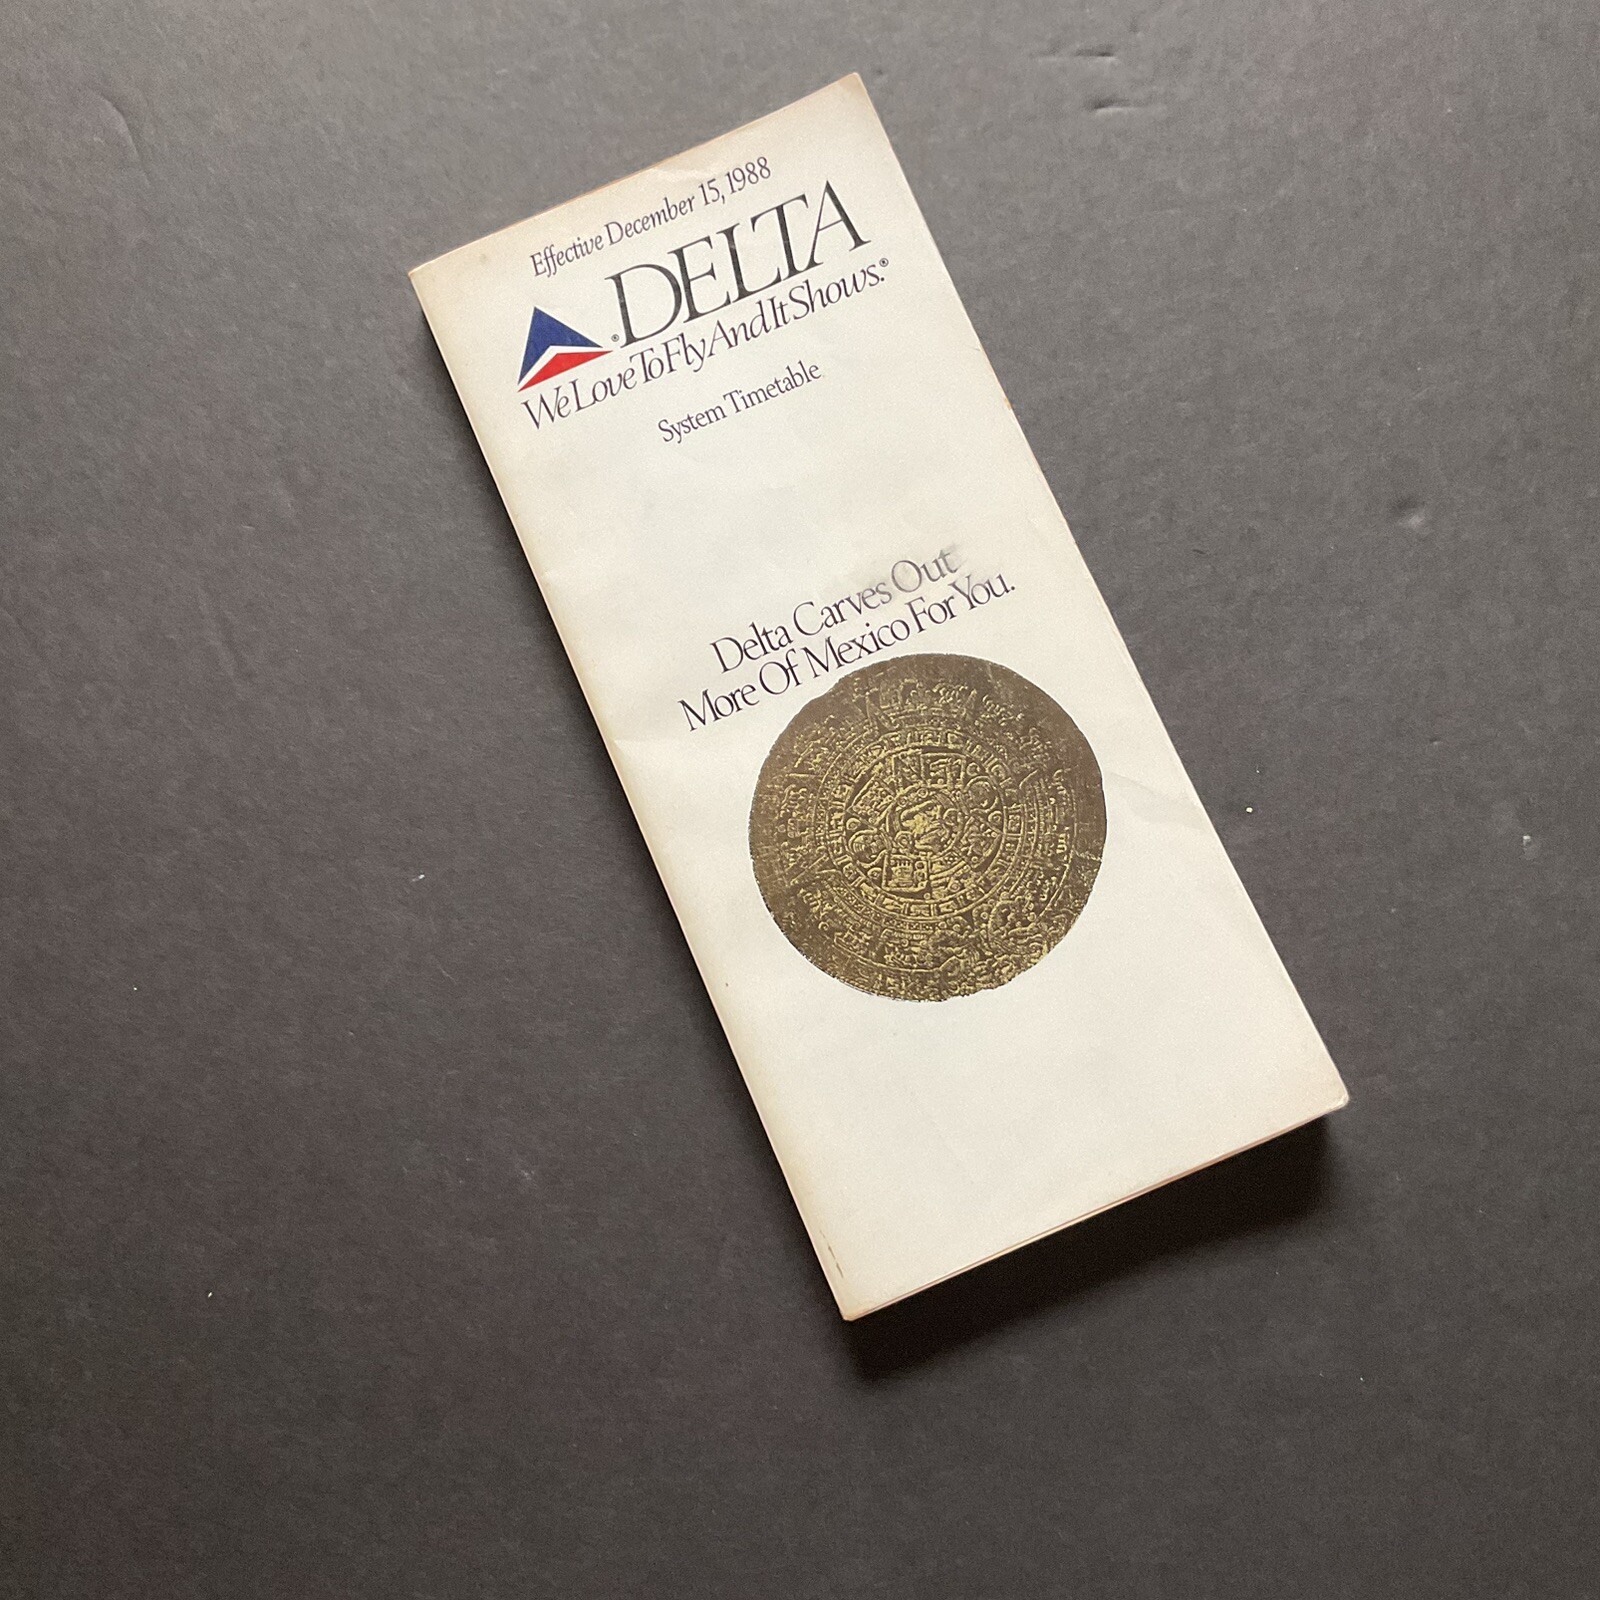 Effective December 15, 1988
® DELTA
We Love To Fly And It Shows.®
System Timetable
Delta Carves Out
More Of Mexico For You.